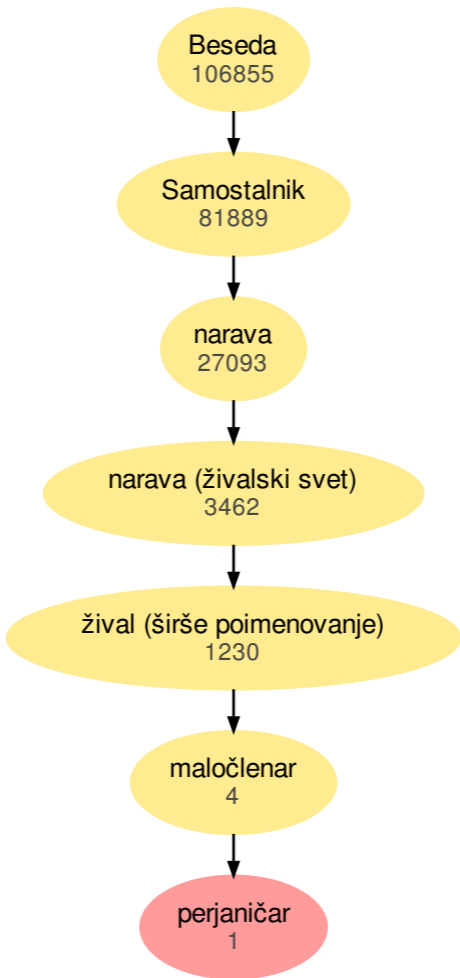 Beseda
106855
Samostalnik
81889
narava
27093
narava (živalski svet)
3462
žival (širše poimenovanje)
1230
maločlenar
4
perjaničar
1